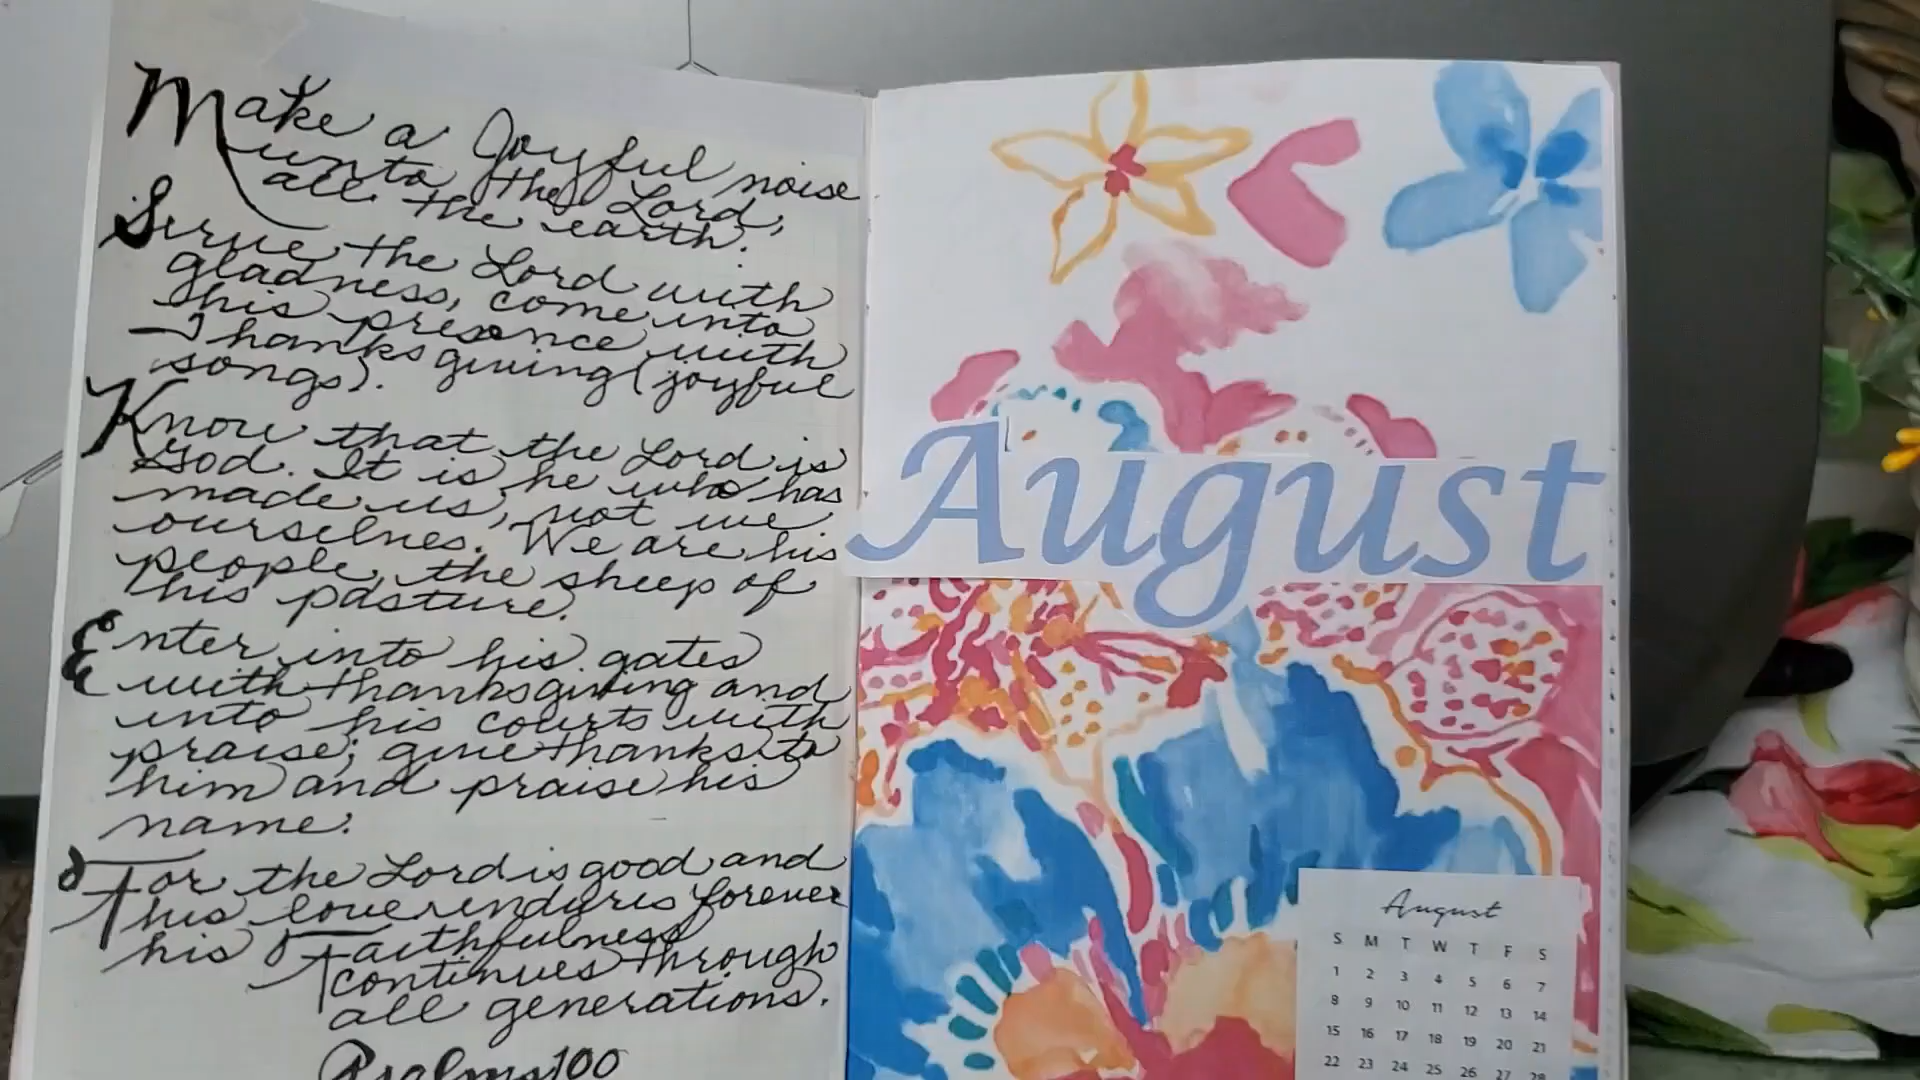 Make a Joyful noise
unto the Lord,
all the earth.
Serve the Lord with
gladness, come into
his presence with
Thanksgiving (joyful
songs).
Know that the Lord is
God. It is he who has
made us, not we
ourselves. We are his
people, the sheep of
his pasture.
Enter into his gates
with thanksgiving and
into his courts with
praise; give thanks to
him and praise his
name.
For the Lord is good and
his love endures forever
his Faithfulness
continues through
all generations.
Psalms 100
August
August
S M T W T F S
1 2 3 4 5 6 7
8 9 10 11 12 13 14
15 16 17 18 19 20 21
22 23 24 25 26 27 28